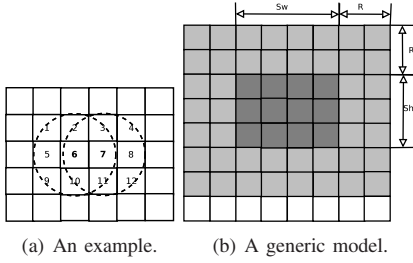 Sw R
R
Sh
1 2 3 4
5 6 7 8
9 10 11 12
(a) An example. (b) A generic model.